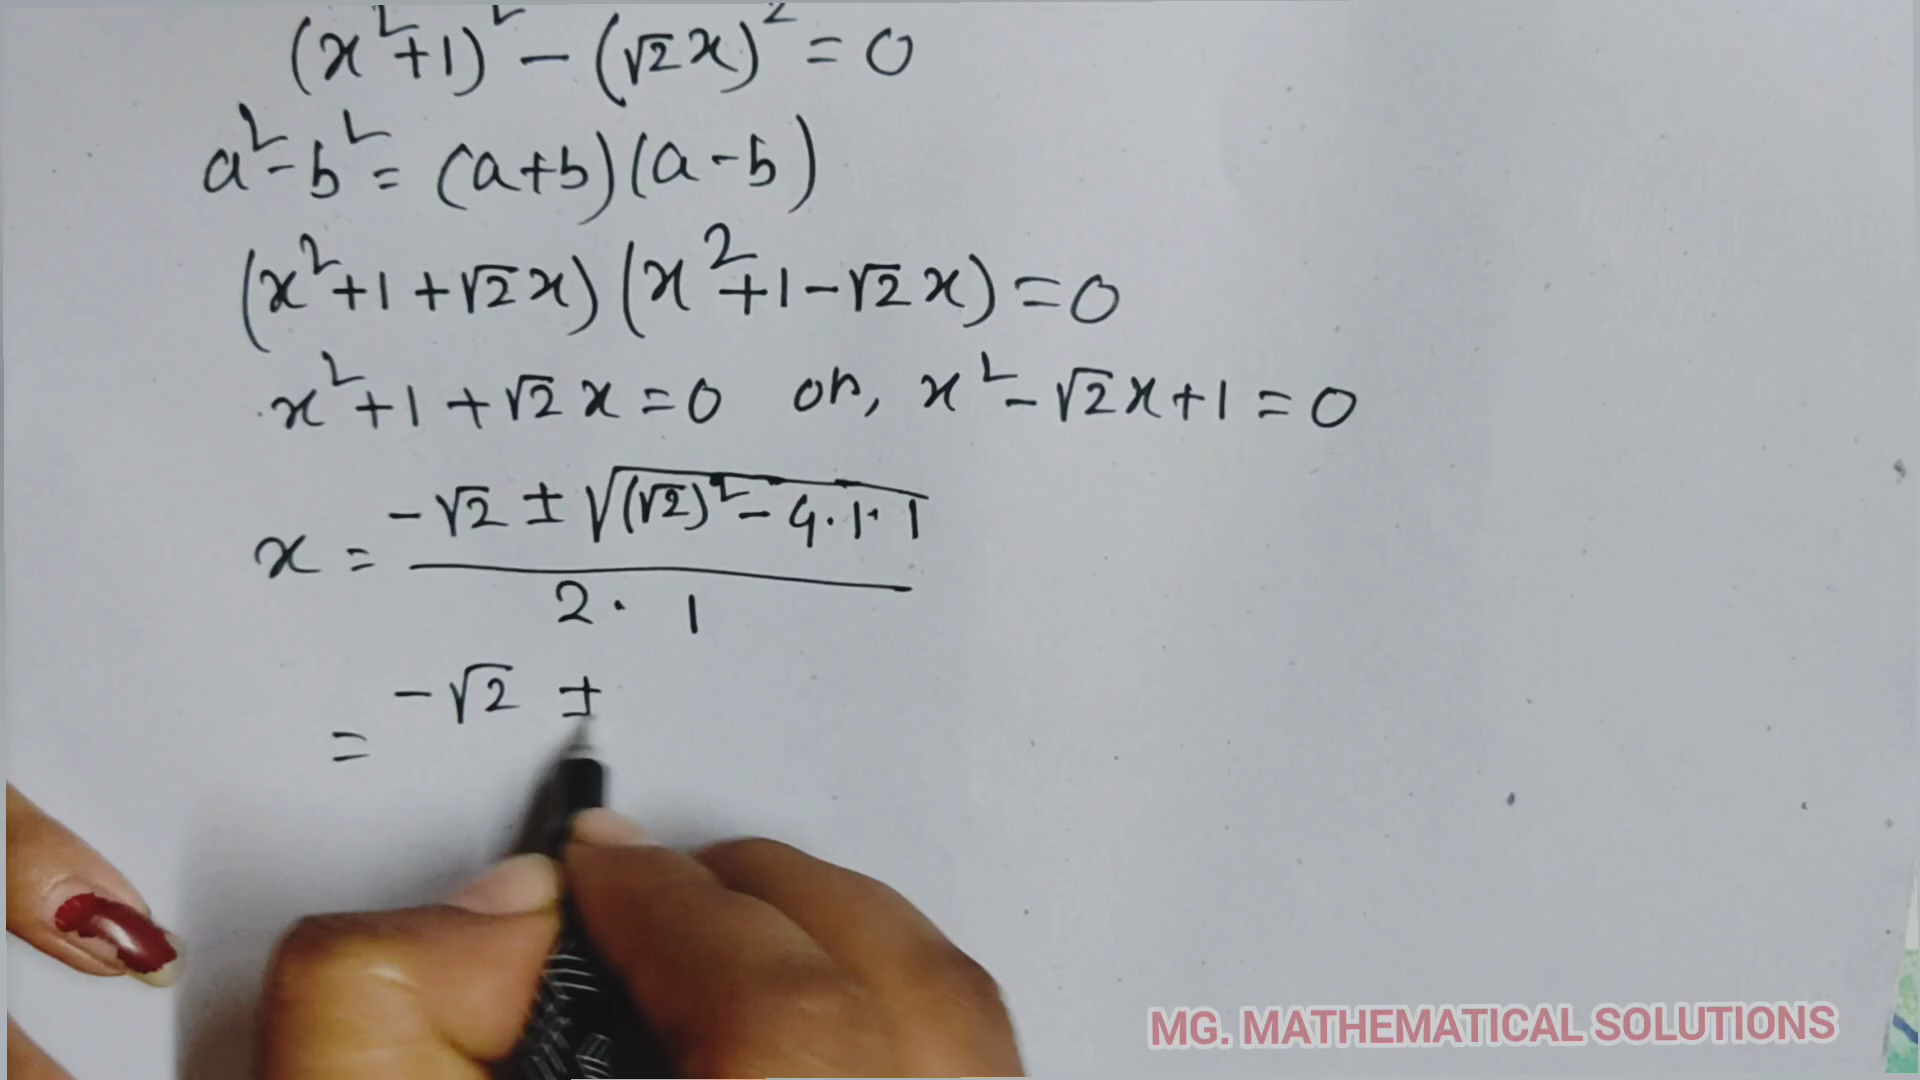 (x²+1)² - (√2x)² = 0
a² - b² = (a+b)(a-b)
(x²+1+√2x)(x²+1-√2x) = 0
x²+1+√2x = 0 or, x²-√2x+1 = 0
x = (-√2 ± √((√2)² - 4·1·1)) / (2·1)
= -√2 ±
MG. MATHEMATICAL SOLUTIONS